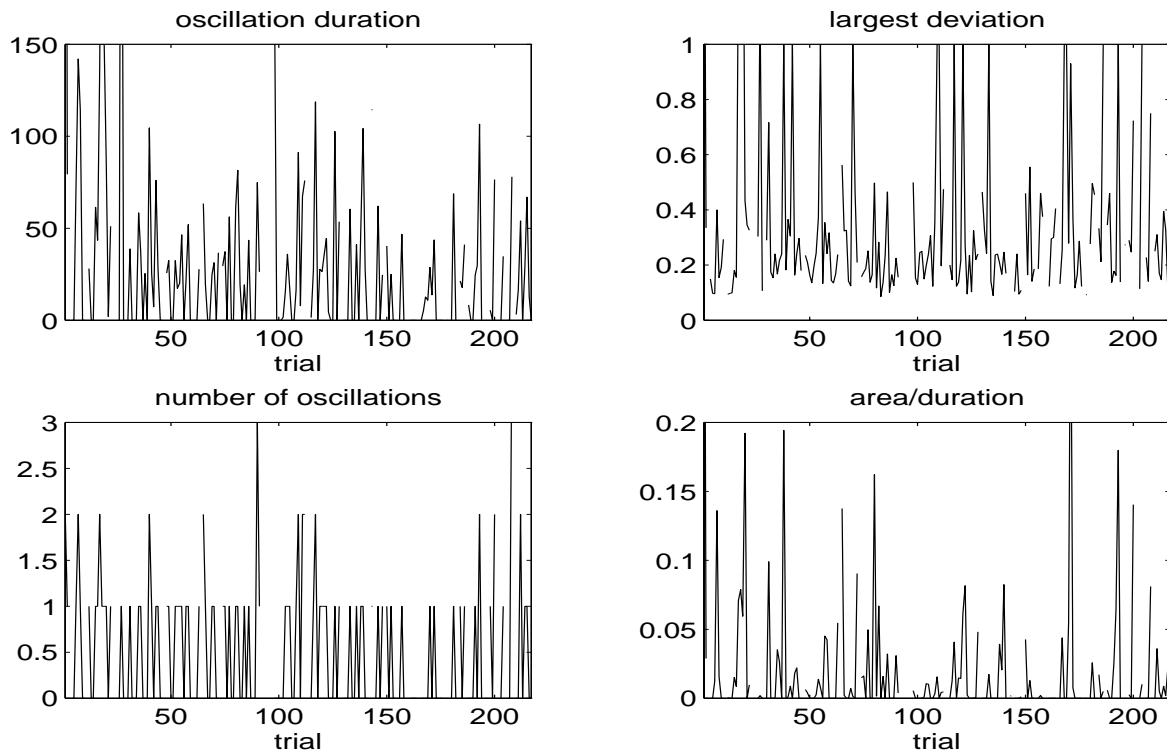 oscillation duration
150
100
50
0
50 100 150 200
trial
largest deviation
1
0.8
0.6
0.4
0.2
0
50 100 150 200
trial
number of oscillations
3
2.5
2
1.5
1
0.5
0
50 100 150 200
trial
area/duration
0.2
0.15
0.1
0.05
0
50 100 150 200
trial